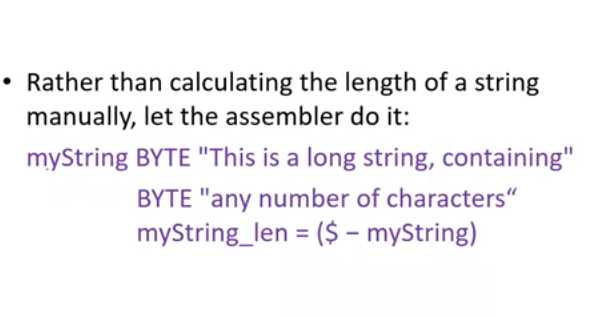 • Rather than calculating the length of a string
manually, let the assembler do it:
myString BYTE "This is a long string, containing"
BYTE "any number of characters“
myString_len = ($ – myString)